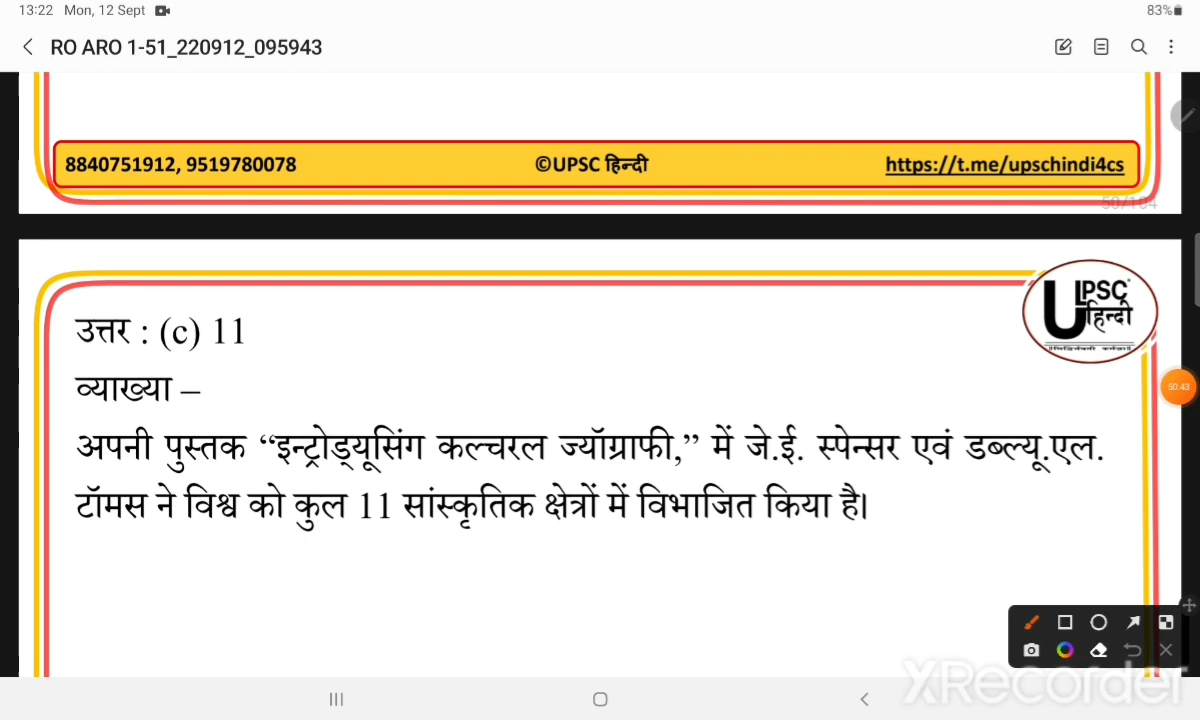 13:22 Mon, 12 Sept 83%
RO ARO 1-51_220912_095943
8840751912, 9519780078 ©UPSC हिन्दी https://t.me/upschindi4cs
50/104
UPSC
हिन्दी
उत्तर : (c) 11
50:43
व्याख्या –
अपनी पुस्तक “इन्ट्रोड्यूसिंग कल्चरल ज्यॉग्राफी,” में जे.ई. स्पेन्सर एवं डब्ल्यू.एल.
टॉमस ने विश्व को कुल 11 सांस्कृतिक क्षेत्रों में विभाजित किया है।
XRecorder